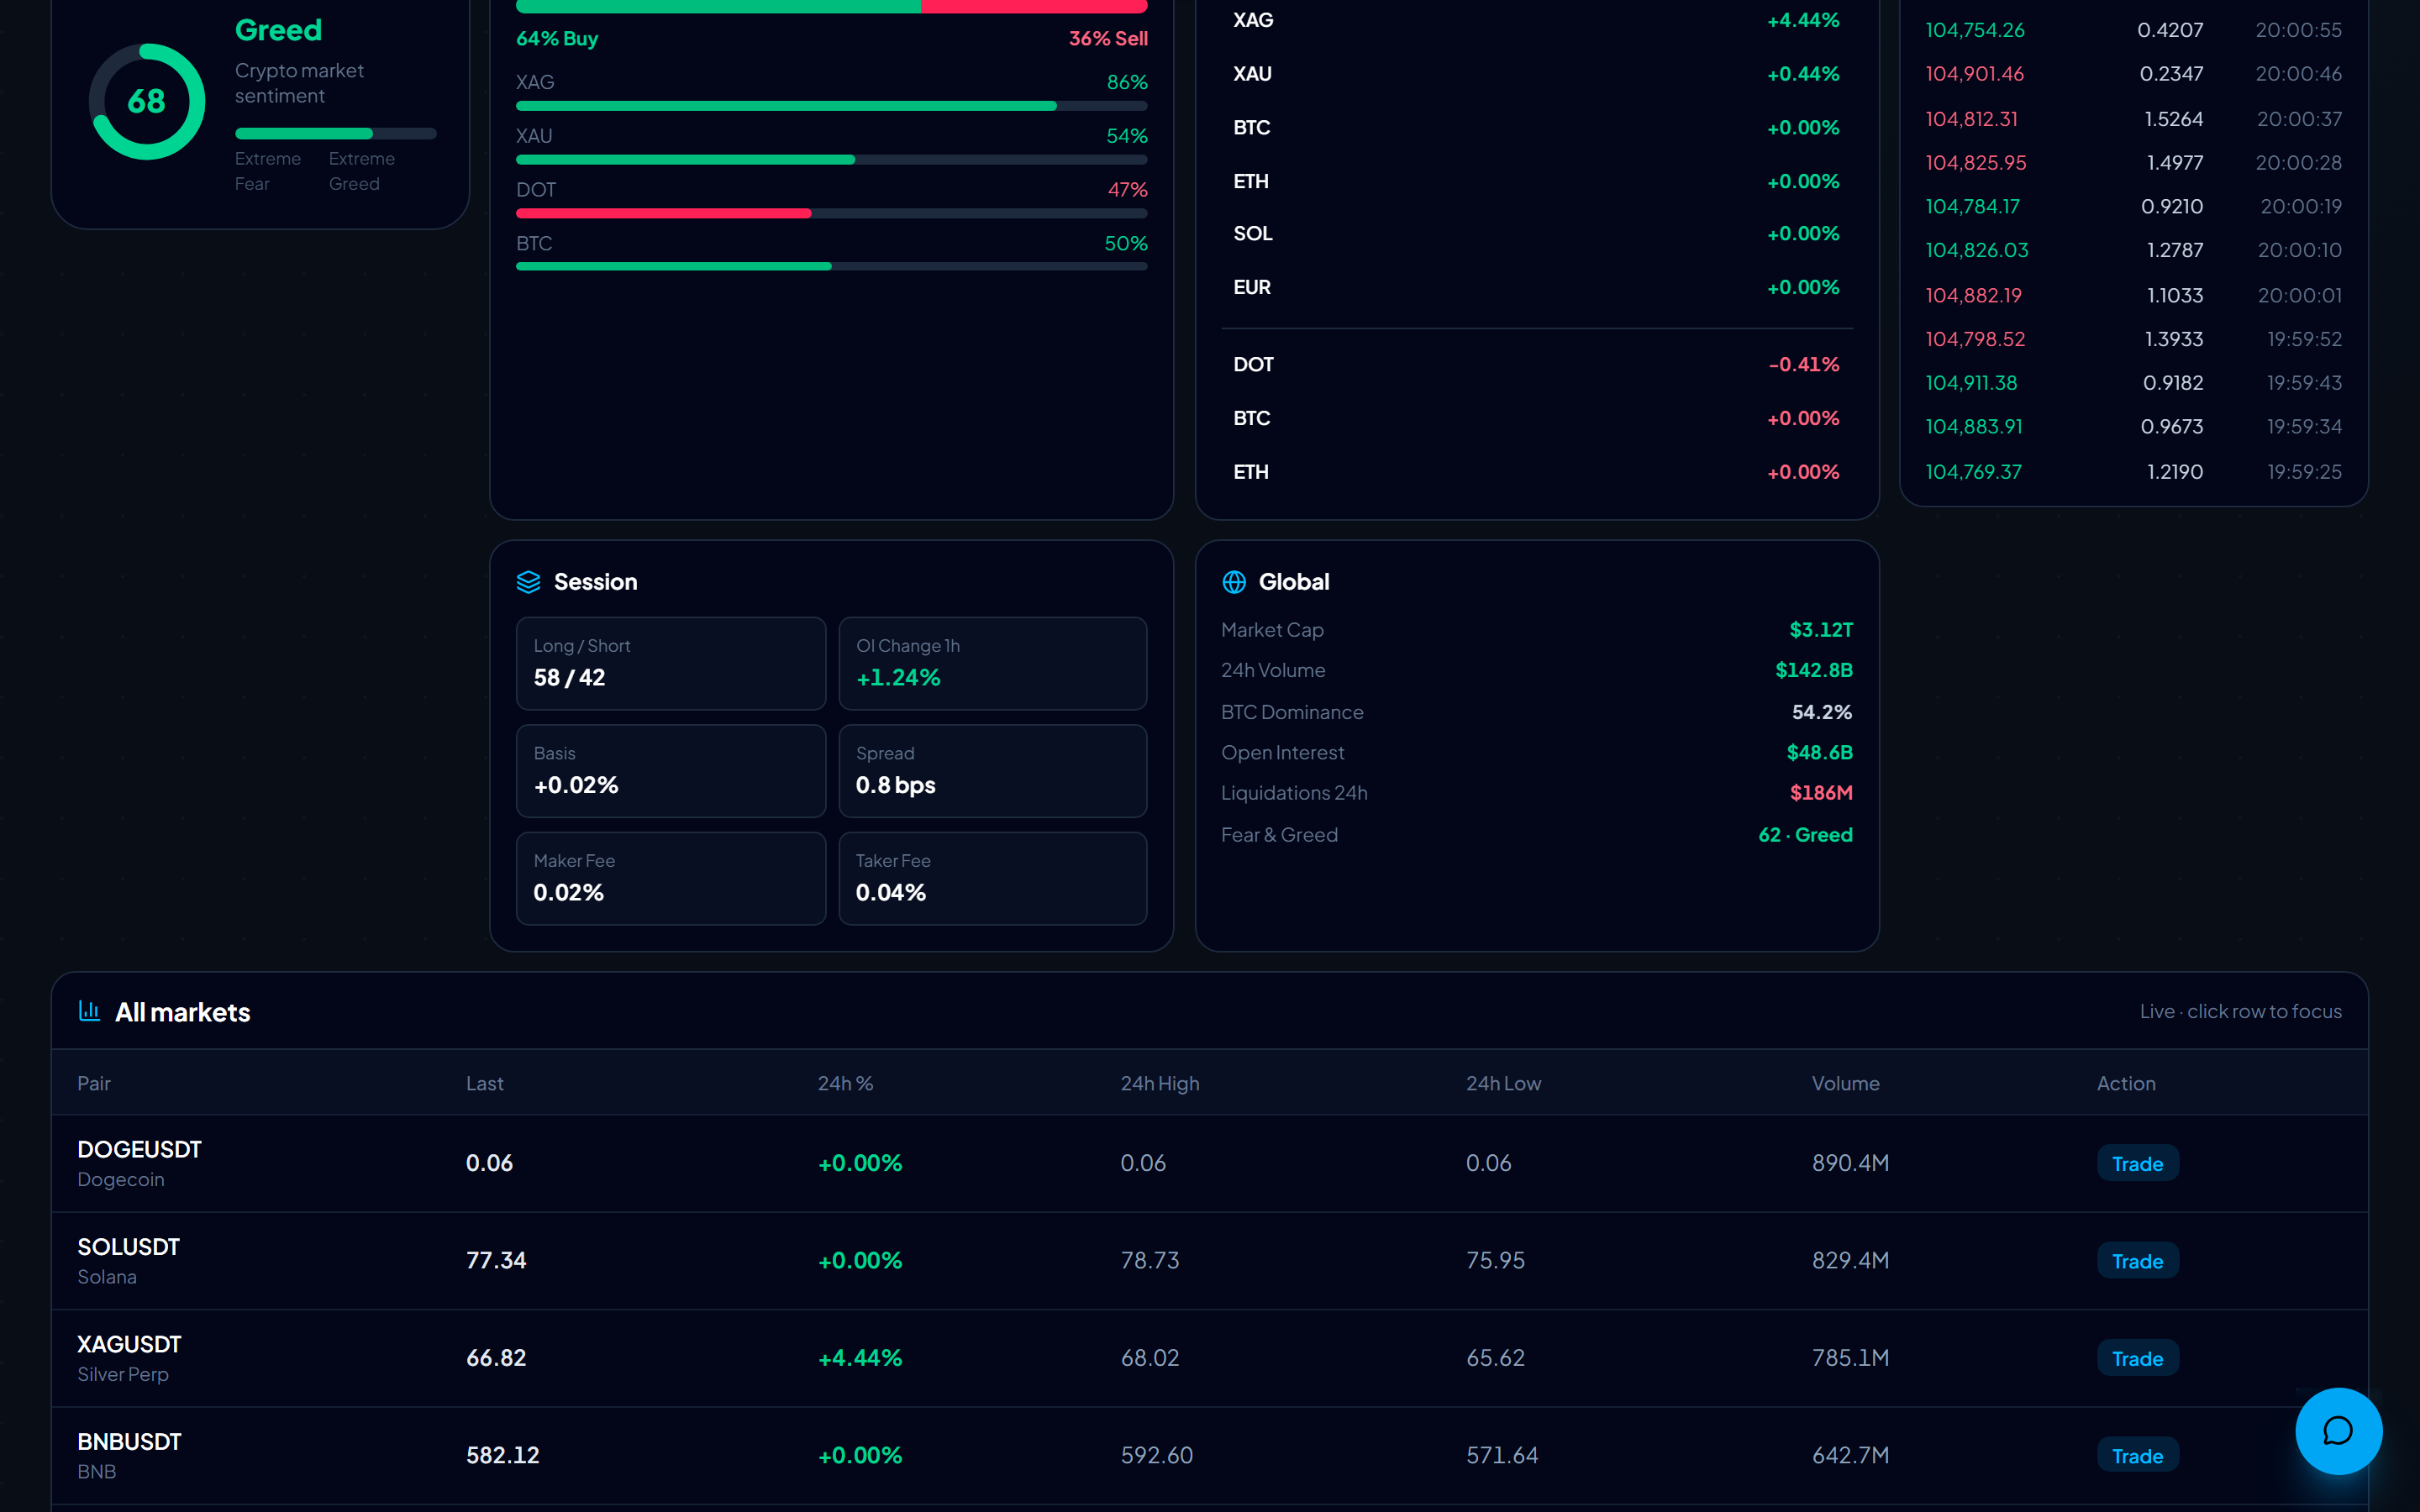 Greed
68
Crypto market
sentiment
Extreme Fear
Extreme Greed
64% Buy 36% Sell
XAG 86%
XAU 54%
DOT 47%
BTC 50%
XAG +4.44%
XAU +0.44%
BTC +0.00%
ETH +0.00%
SOL +0.00%
EUR +0.00%
DOT -0.41%
BTC +0.00%
ETH +0.00%
104,754.26 0.4207 20:00:55
104,901.46 0.2347 20:00:46
104,812.31 1.5264 20:00:37
104,825.95 1.4977 20:00:28
104,784.17 0.9210 20:00:19
104,826.03 1.2787 20:00:10
104,882.19 1.1033 20:00:01
104,798.52 1.3933 19:59:52
104,911.38 0.9182 19:59:43
104,883.91 0.9673 19:59:34
104,769.37 1.2190 19:59:25
Session
Long / Short
58 / 42
OI Change 1h
+1.24%
Basis
+0.02%
Spread
0.8 bps
Maker Fee
0.02%
Taker Fee
0.04%
Global
Market Cap $3.12T
24h Volume $142.8B
BTC Dominance 54.2%
Open Interest $48.6B
Liquidations 24h $186M
Fear & Greed 62 · Greed
All markets Live · click row to focus
Pair Last 24h % 24h High 24h Low Volume Action
DOGEUSDT 0.06 +0.00% 0.06 0.06 890.4M Trade
Dogecoin
SOLUSDT 77.34 +0.00% 78.73 75.95 829.4M Trade
Solana
XAGUSDT 66.82 +4.44% 68.02 65.62 785.1M Trade
Silver Perp
BNBUSDT 582.12 +0.00% 592.60 571.64 642.7M Trade
BNB